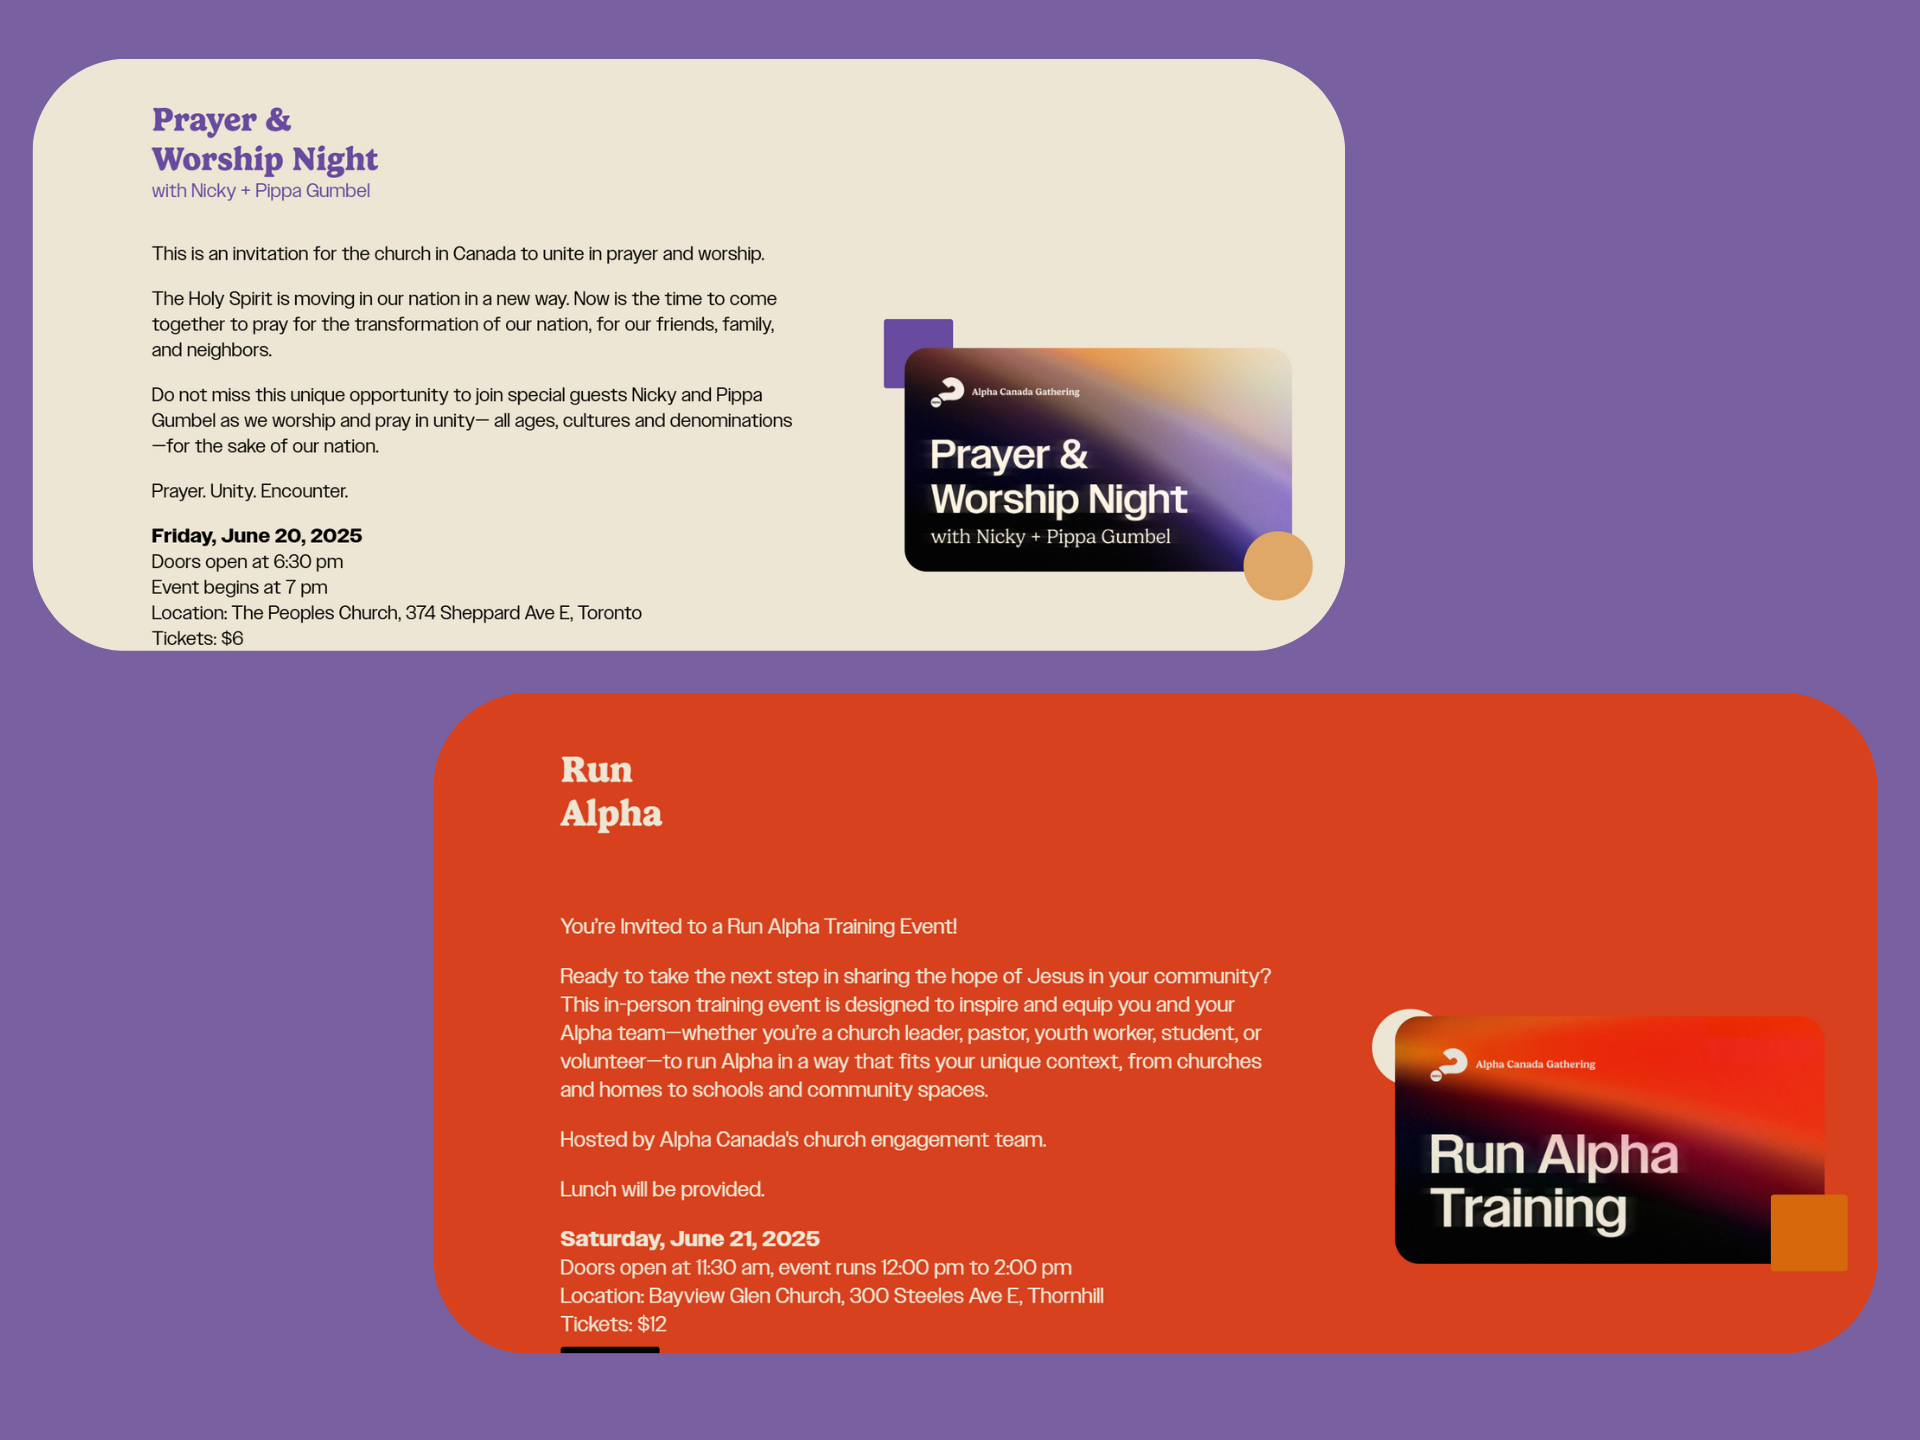 Prayer &
Worship Night
with Nicky + Pippa Gumbel
This is an invitation for the church in Canada to unite in prayer and worship.
The Holy Spirit is moving in our nation in a new way. Now is the time to come
together to pray for the transformation of our nation, for our friends, family,
and neighbors.
Do not miss this unique opportunity to join special guests Nicky and Pippa
Gumbel as we worship and pray in unity— all ages, cultures and denominations
—for the sake of our nation.
Prayer. Unity. Encounter.
Friday, June 20, 2025
Doors open at 6:30 pm
Event begins at 7 pm
Location: The Peoples Church, 374 Sheppard Ave E, Toronto
Tickets: $6
Alpha Canada Gathering
Prayer &
Worship Night
with Nicky + Pippa Gumbel
Run
Alpha
You’re Invited to a Run Alpha Training Event!
Ready to take the next step in sharing the hope of Jesus in your community?
This in-person training event is designed to inspire and equip you and your
Alpha team—whether you’re a church leader, pastor, youth worker, student, or
volunteer—to run Alpha in a way that fits your unique context, from churches
and homes to schools and community spaces.
Hosted by Alpha Canada's church engagement team.
Lunch will be provided.
Saturday, June 21, 2025
Doors open at 11:30 am, event runs 12:00 pm to 2:00 pm
Location: Bayview Glen Church, 300 Steeles Ave E, Thornhill
Tickets: $12
Alpha Canada Gathering
Run Alpha
Training